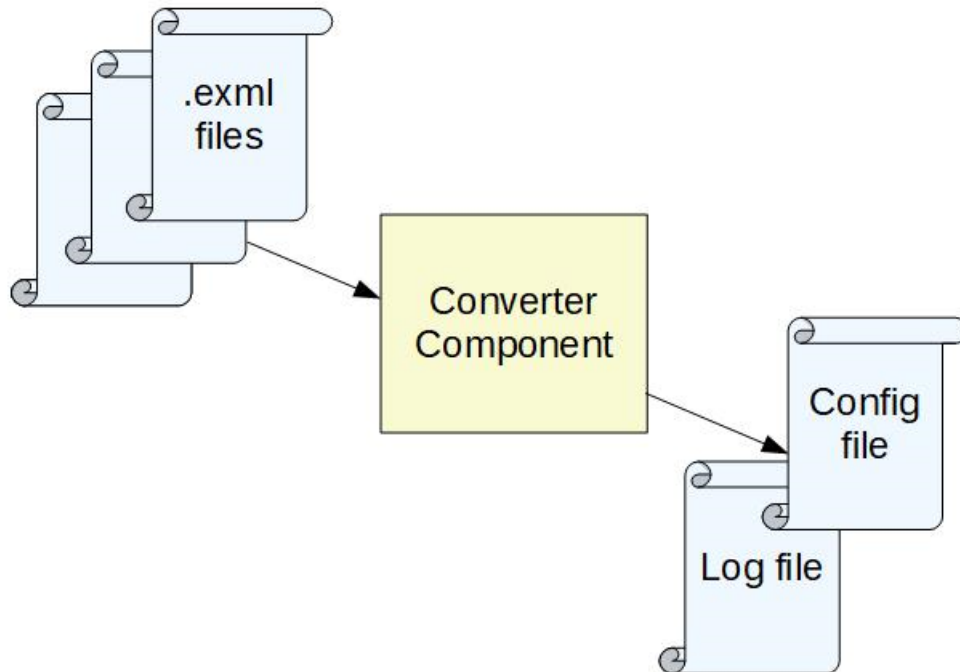 .exml
files
Converter
Component
Config
file
Log file